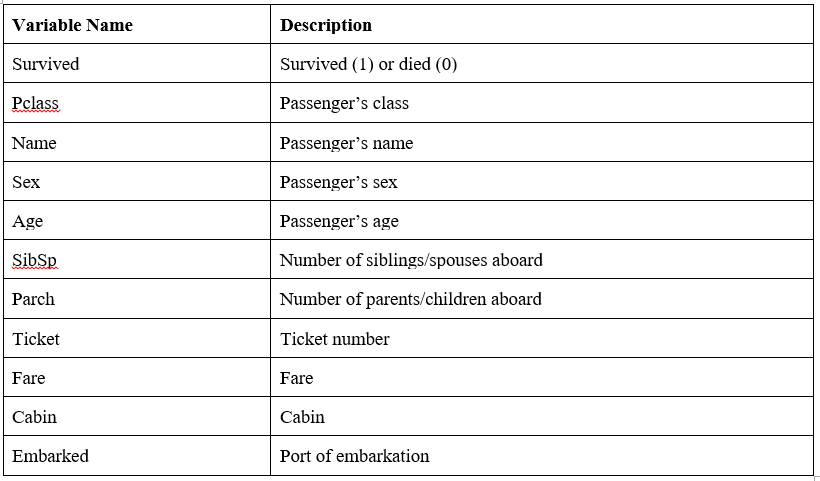 Variable Name Description
Survived Survived (1) or died (0)
Pclass Passenger’s class
Name Passenger’s name
Sex Passenger’s sex
Age Passenger’s age
SibSp Number of siblings/spouses aboard
Parch Number of parents/children aboard
Ticket Ticket number
Fare Fare
Cabin Cabin
Embarked Port of embarkation